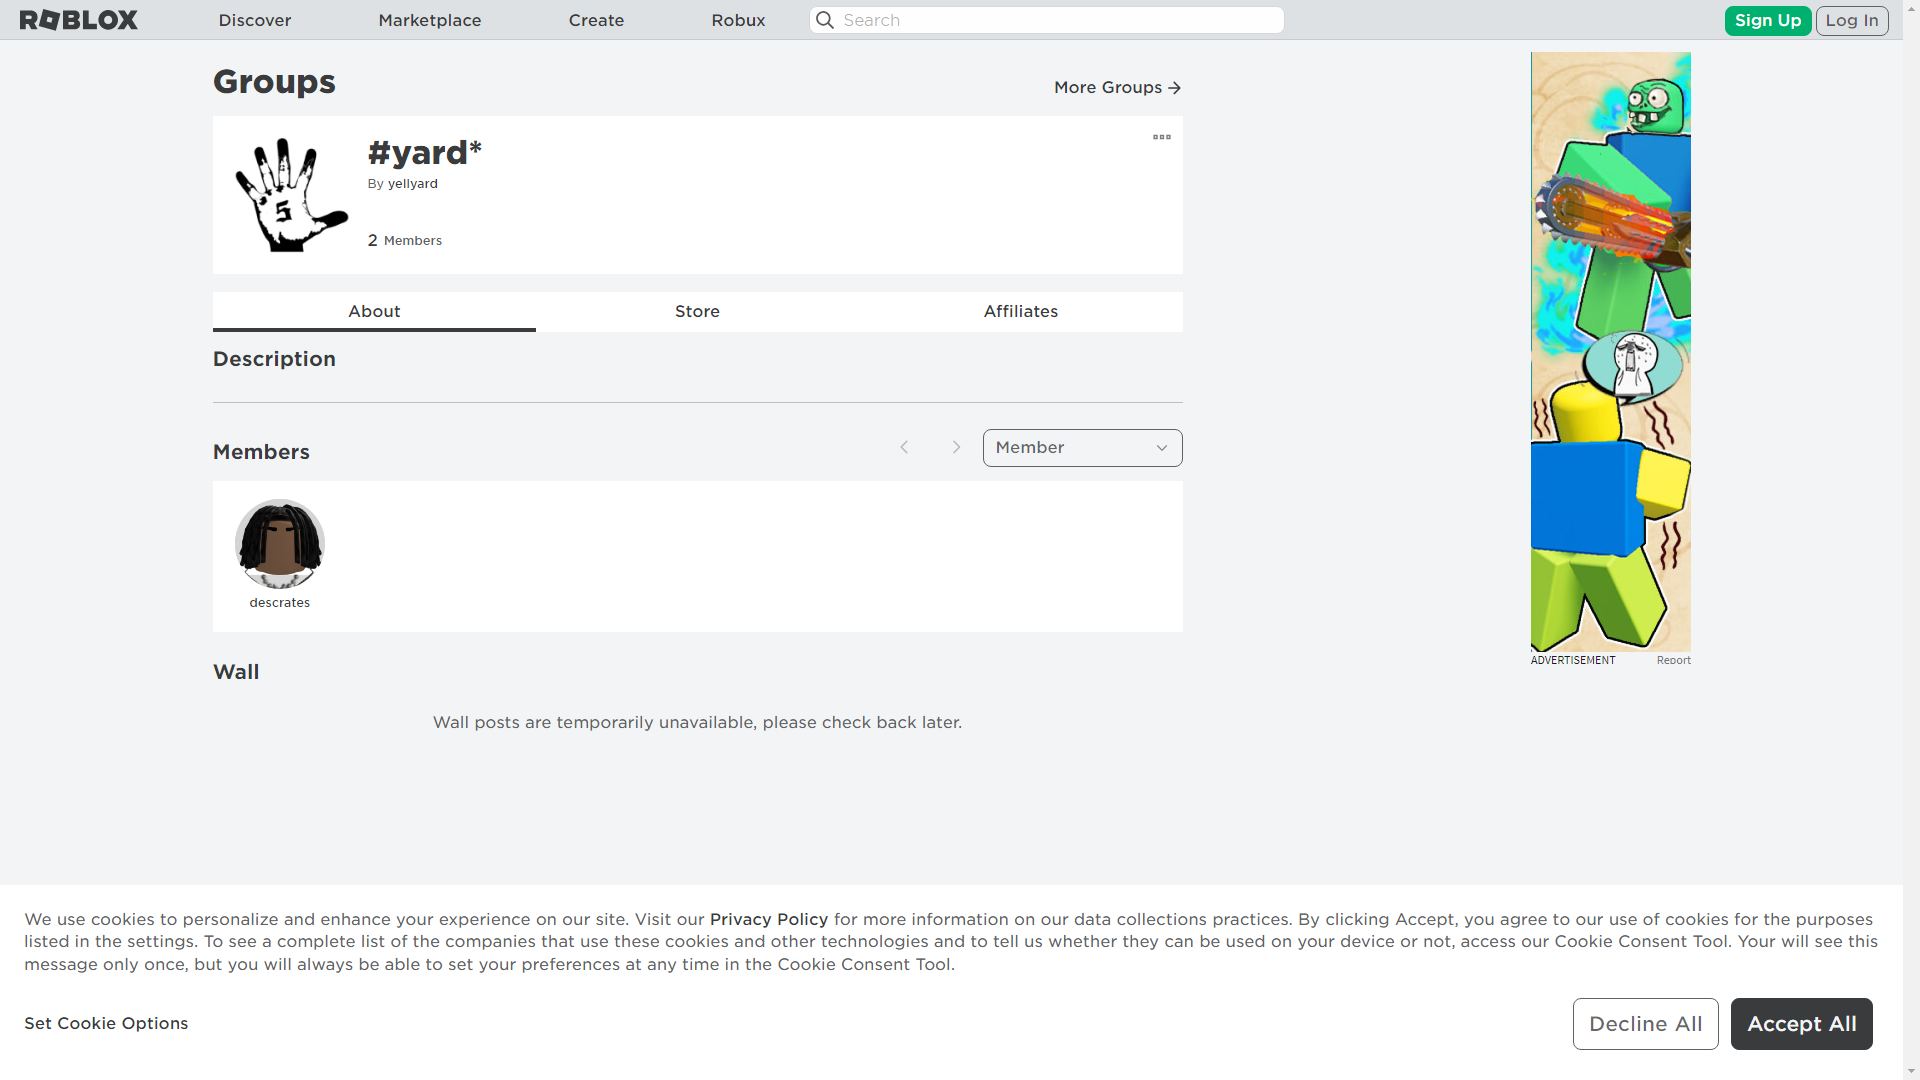 ROBLOX
Discover
Marketplace
Create
Robux
Search
Sign Up
Log In
Groups
More Groups
#yard*
By yellyard
5
2 Members
About
Store
Affiliates
Description
Members
Member
descrates
Wall
Wall posts are temporarily unavailable, please check back later.
ADVERTISEMENT
Report
We use cookies to personalize and enhance your experience on our site. Visit our Privacy Policy for more information on our data collections practices. By clicking Accept, you agree to our use of cookies for the purposes
listed in the settings. To see a complete list of the companies that use these cookies and other technologies and to tell us whether they can be used on your device or not, access our Cookie Consent Tool. Your will see this
message only once, but you will always be able to set your preferences at any time in the Cookie Consent Tool.
Set Cookie Options
Decline All
Accept All